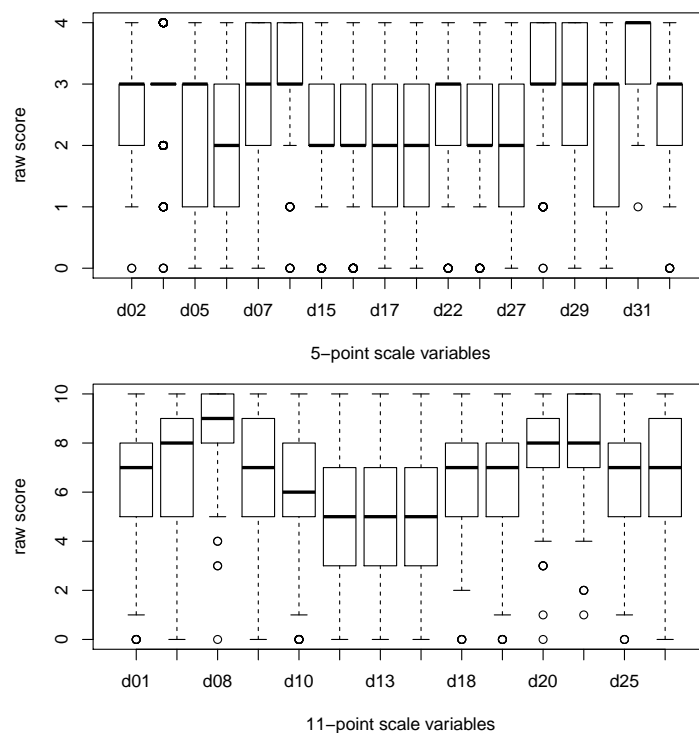 4
3
2
1
0
raw score
d02 d05 d07 d15 d17 d22 d27 d29 d31
5−point scale variables
10
8
6
4
2
0
raw score
d01 d08 d10 d13 d18 d20 d25
11−point scale variables